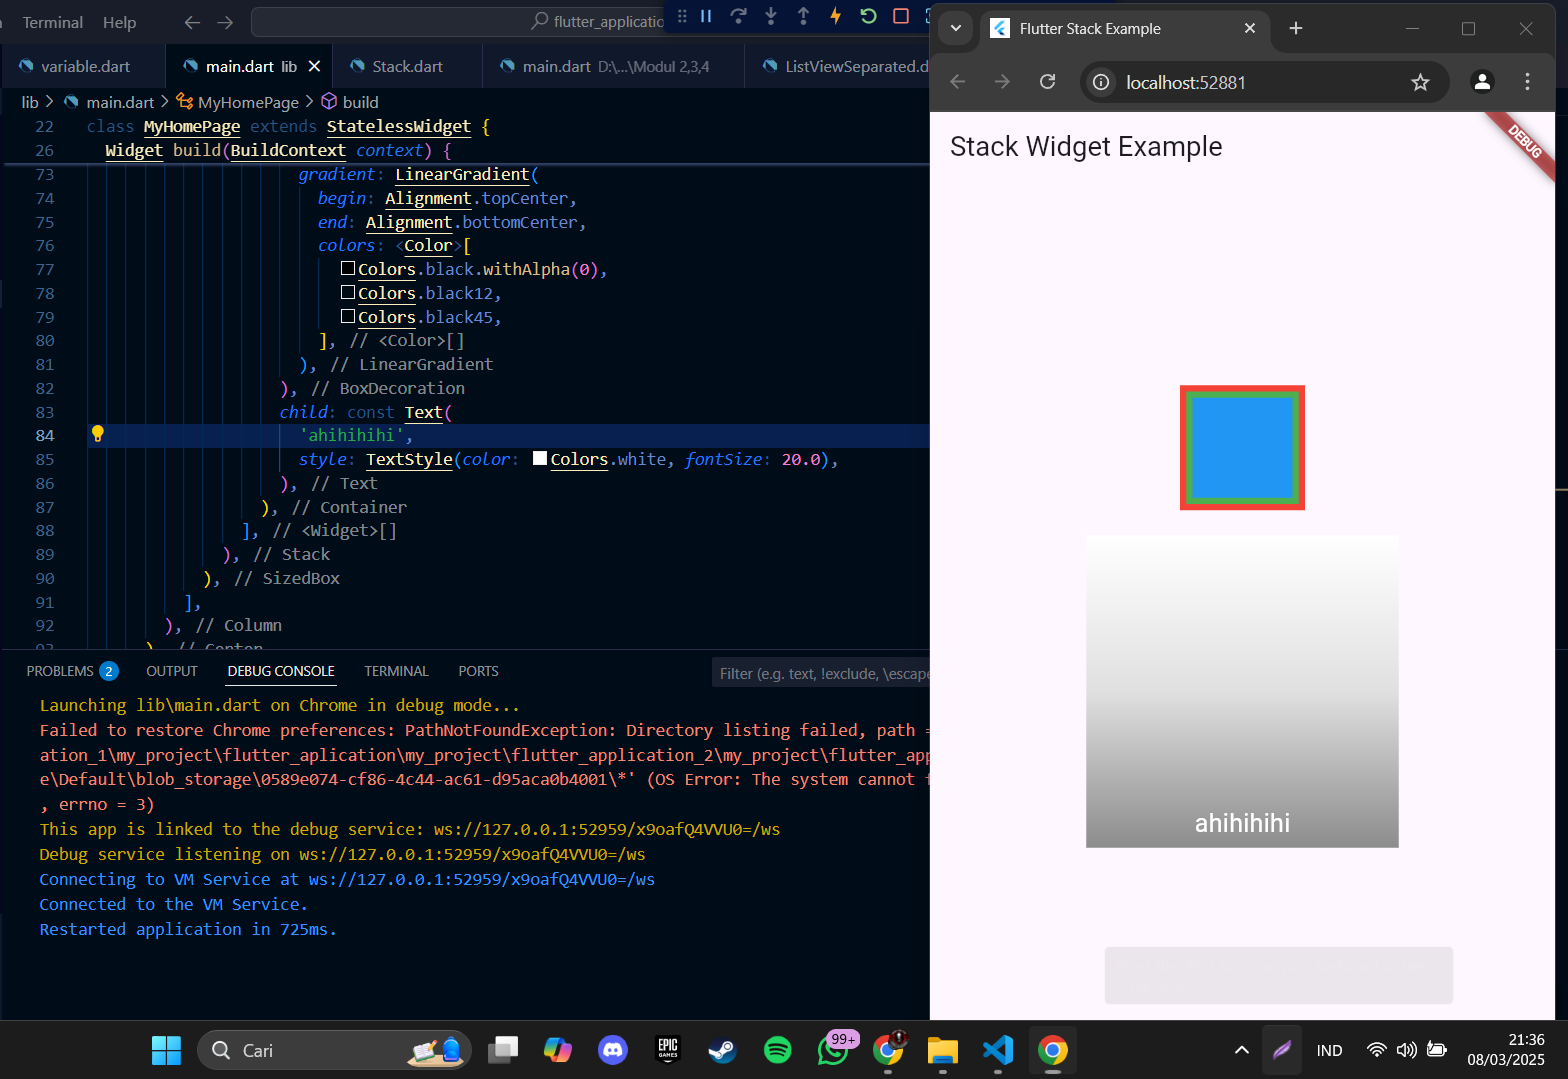 Terminal Help
flutter_applicatio
variable.dart
main.dart lib
Stack.dart
main.dart D:\...\Modul 2,3,4
ListViewSeparated.d
lib > main.dart > MyHomePage > build
22 class MyHomePage extends StatelessWidget {
26 Widget build(BuildContext context) {
73 gradient: LinearGradient(
74 begin: Alignment.topCenter,
75 end: Alignment.bottomCenter,
76 colors: <Color>[
77 Colors.black.withAlpha(0),
78 Colors.black12,
79 Colors.black45,
80 ], // <Color>[]
81 ), // LinearGradient
82 ), // BoxDecoration
83 child: const Text(
84 'ahihihihi',
85 style: TextStyle(color: Colors.white, fontSize: 20.0),
86 ), // Text
87 ), // Container
88 ], // <Widget>[]
89 ), // Stack
90 ), // SizedBox
91 ],
92 ), // Column
PROBLEMS 2 OUTPUT DEBUG CONSOLE TERMINAL PORTS
Filter (e.g. text, !exclude, \escape
Launching lib\main.dart on Chrome in debug mode...
Failed to restore Chrome preferences: PathNotFoundException: Directory listing failed, path =
ation_1\my_project\flutter_aplication\my_project\flutter_application_2\my_project\flutter_app
e\Default\blob_storage\0589e074-cf86-4c44-ac61-d95aca0b4001\*' (OS Error: The system cannot f
, errno = 3)
This app is linked to the debug service: ws://127.0.0.1:52959/x9oafQ4VVU0=/ws
Debug service listening on ws://127.0.0.1:52959/x9oafQ4VVU0=/ws
Connecting to VM Service at ws://127.0.0.1:52959/x9oafQ4VVU0=/ws
Connected to the VM Service.
Restarted application in 725ms.
Flutter Stack Example
localhost:52881
Stack Widget Example
DEBUG
ahihihihi
Cari
EPIC
GAMES
99+
IND
21:36
08/03/2025